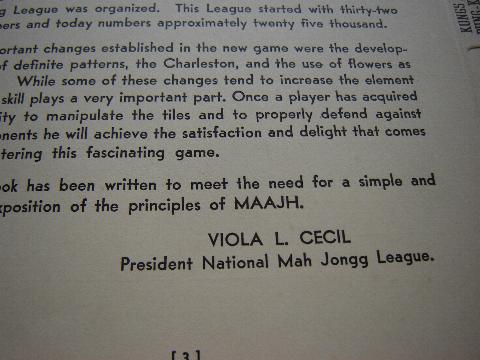 g League was organized. This League started with thirty-two
bers and today numbers approximately twenty five thousand.
portant changes established in the new game were the develop-
of definite patterns, the Charleston, and the use of flowers as
While some of these changes tend to increase the element
skill plays a very important part. Once a player has acquired
ity to manipulate the tiles and to properly defend against
onents he will achieve the satisfaction and delight that comes
tering this fascinating game.
ook has been written to meet the need for a simple and
xposition of the principles of MAAJH.
VIOLA L. CECIL
President National Mah Jongg League.
[ 3 ]
KUNGS